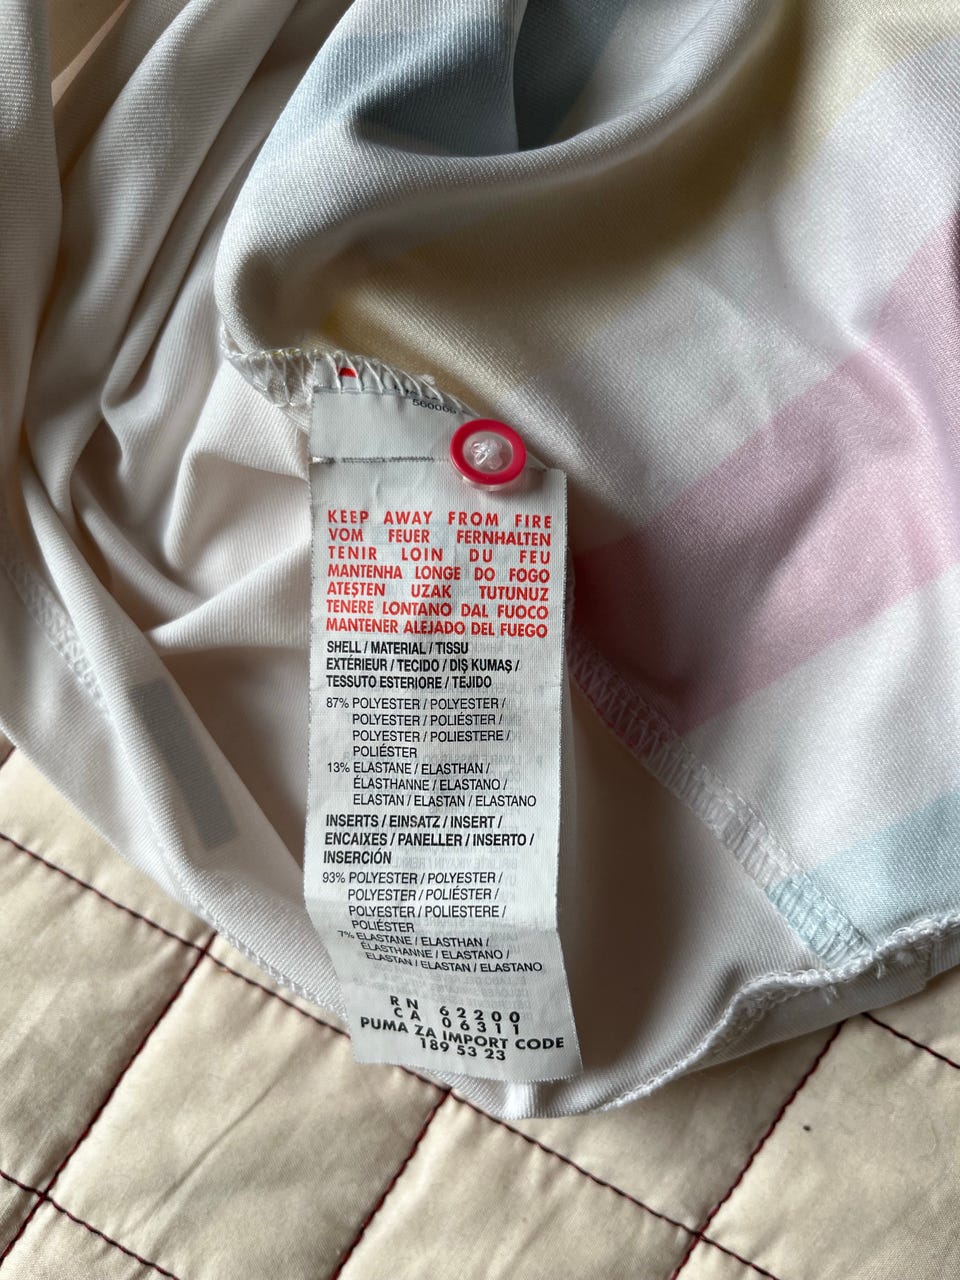 KEEP AWAY FROM FIRE
VOM FEUER FERNHALTEN
TENIR LOIN DU FEU
MANTENHA LONGE DO FOGO
ATEŞTEN UZAK TUTUNUZ
TENERE LONTANO DAL FUOCO
MANTENER ALEJADO DEL FUEGO
SHELL / MATERIAL / TISSU
EXTÉRIEUR / TECIDO / DIŞ KUMAŞ /
TESSUTO ESTERIORE / TEJIDO
87% POLYESTER / POLYESTER /
POLYESTER / POLIÉSTER /
POLYESTER / POLIESTERE /
POLIÉSTER
13% ELASTANE / ELASTHAN /
ÉLASTHANNE / ELASTANO /
ELASTAN / ELASTAN / ELASTANO
INSERTS / EINSATZ / INSERT /
ENCAIXES / PANELLER / INSERTO /
INSERCIÓN
93% POLYESTER / POLYESTER /
POLYESTER / POLIÉSTER /
POLYESTER / POLIESTERE /
POLIÉSTER
7% ELASTANE / ELASTHAN /
ÉLASTHANNE / ELASTANO /
ELASTAN / ELASTAN / ELASTANO
RN 62200
CA 06311
PUMA ZA IMPORT CODE
189 53 23